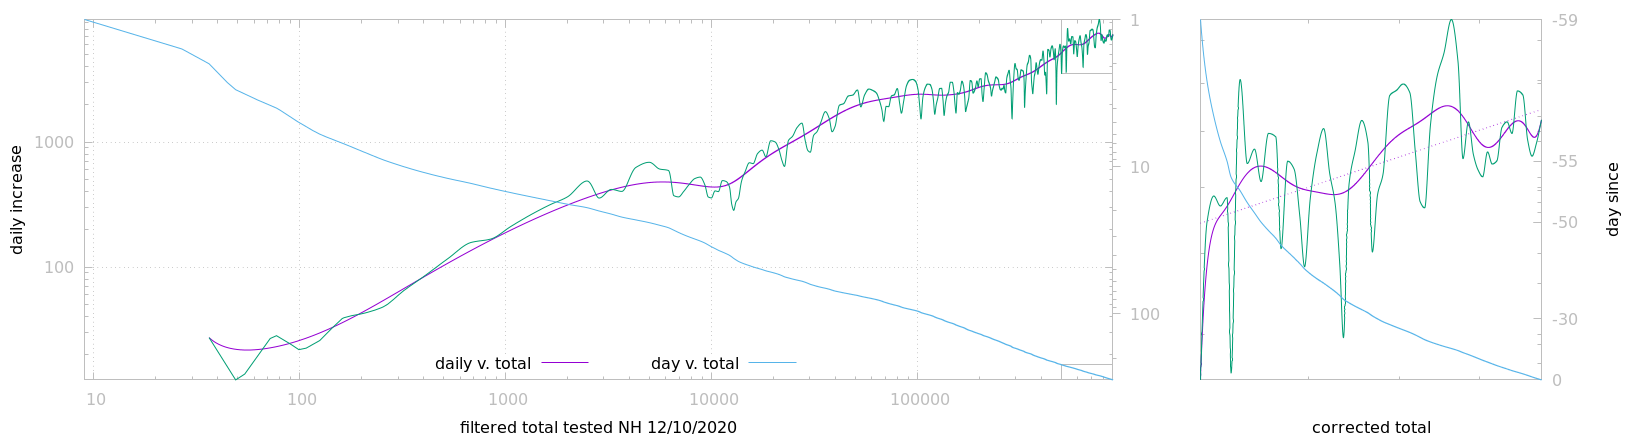 daily increase
1000
100
10
100
1000
10000
100000
1
10
100
daily v. total
day v. total
filtered total tested NH 12/10/2020
-59
-55
-50
-30
0
day since
corrected total